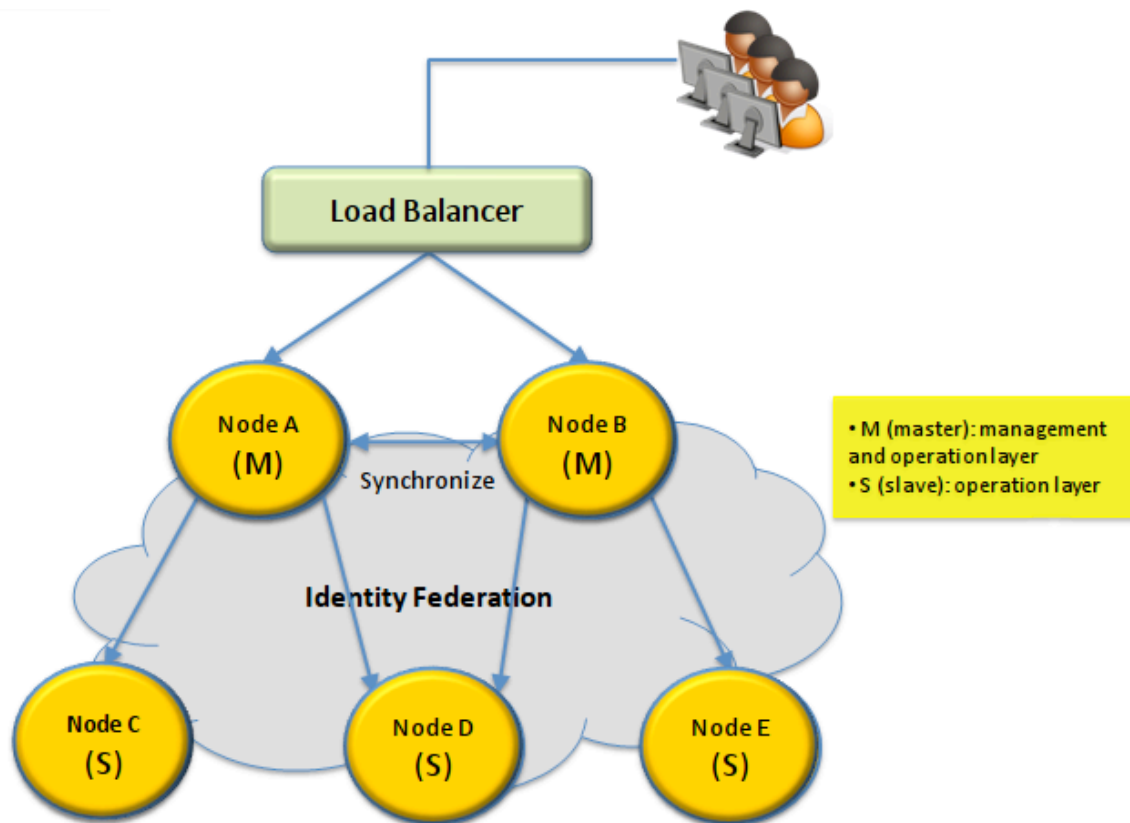 Load Balancer
Node A
(M)
Node B
(M)
Synchronize
• M (master): management
and operation layer
• S (slave): operation layer
Identity Federation
Node C
(S)
Node D
(S)
Node E
(S)